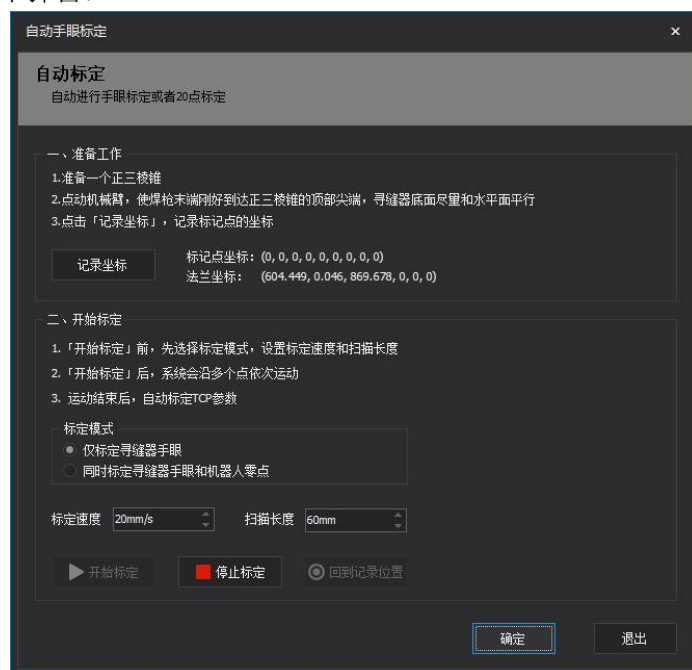 自动手眼标定
自动标定
自动进行手眼标定或者20点标定
一、准备工作
1.准备一个正三棱锥
2.点动机械臂，使焊枪末端刚好到达正三棱锥的顶部尖端，寻缝器底面尽量和水平面平行
3.点击「记录坐标」，记录标记点的坐标
记录坐标
标记点坐标：(0, 0, 0, 0, 0, 0, 0, 0, 0)
法兰坐标： (604.449, 0.046, 869.678, 0, 0, 0)
二、开始标定
1.「开始标定」前，先选择标定模式，设置标定速度和扫描长度
2.「开始标定」后，系统会沿多个点依次运动
3. 运动结束后，自动标定TCP参数
标定模式
仅标定寻缝器手眼
同时标定寻缝器手眼和机器人零点
标定速度 20mm/s 扫描长度 60mm
开始标定 停止标定 回到记录位置
确定 退出